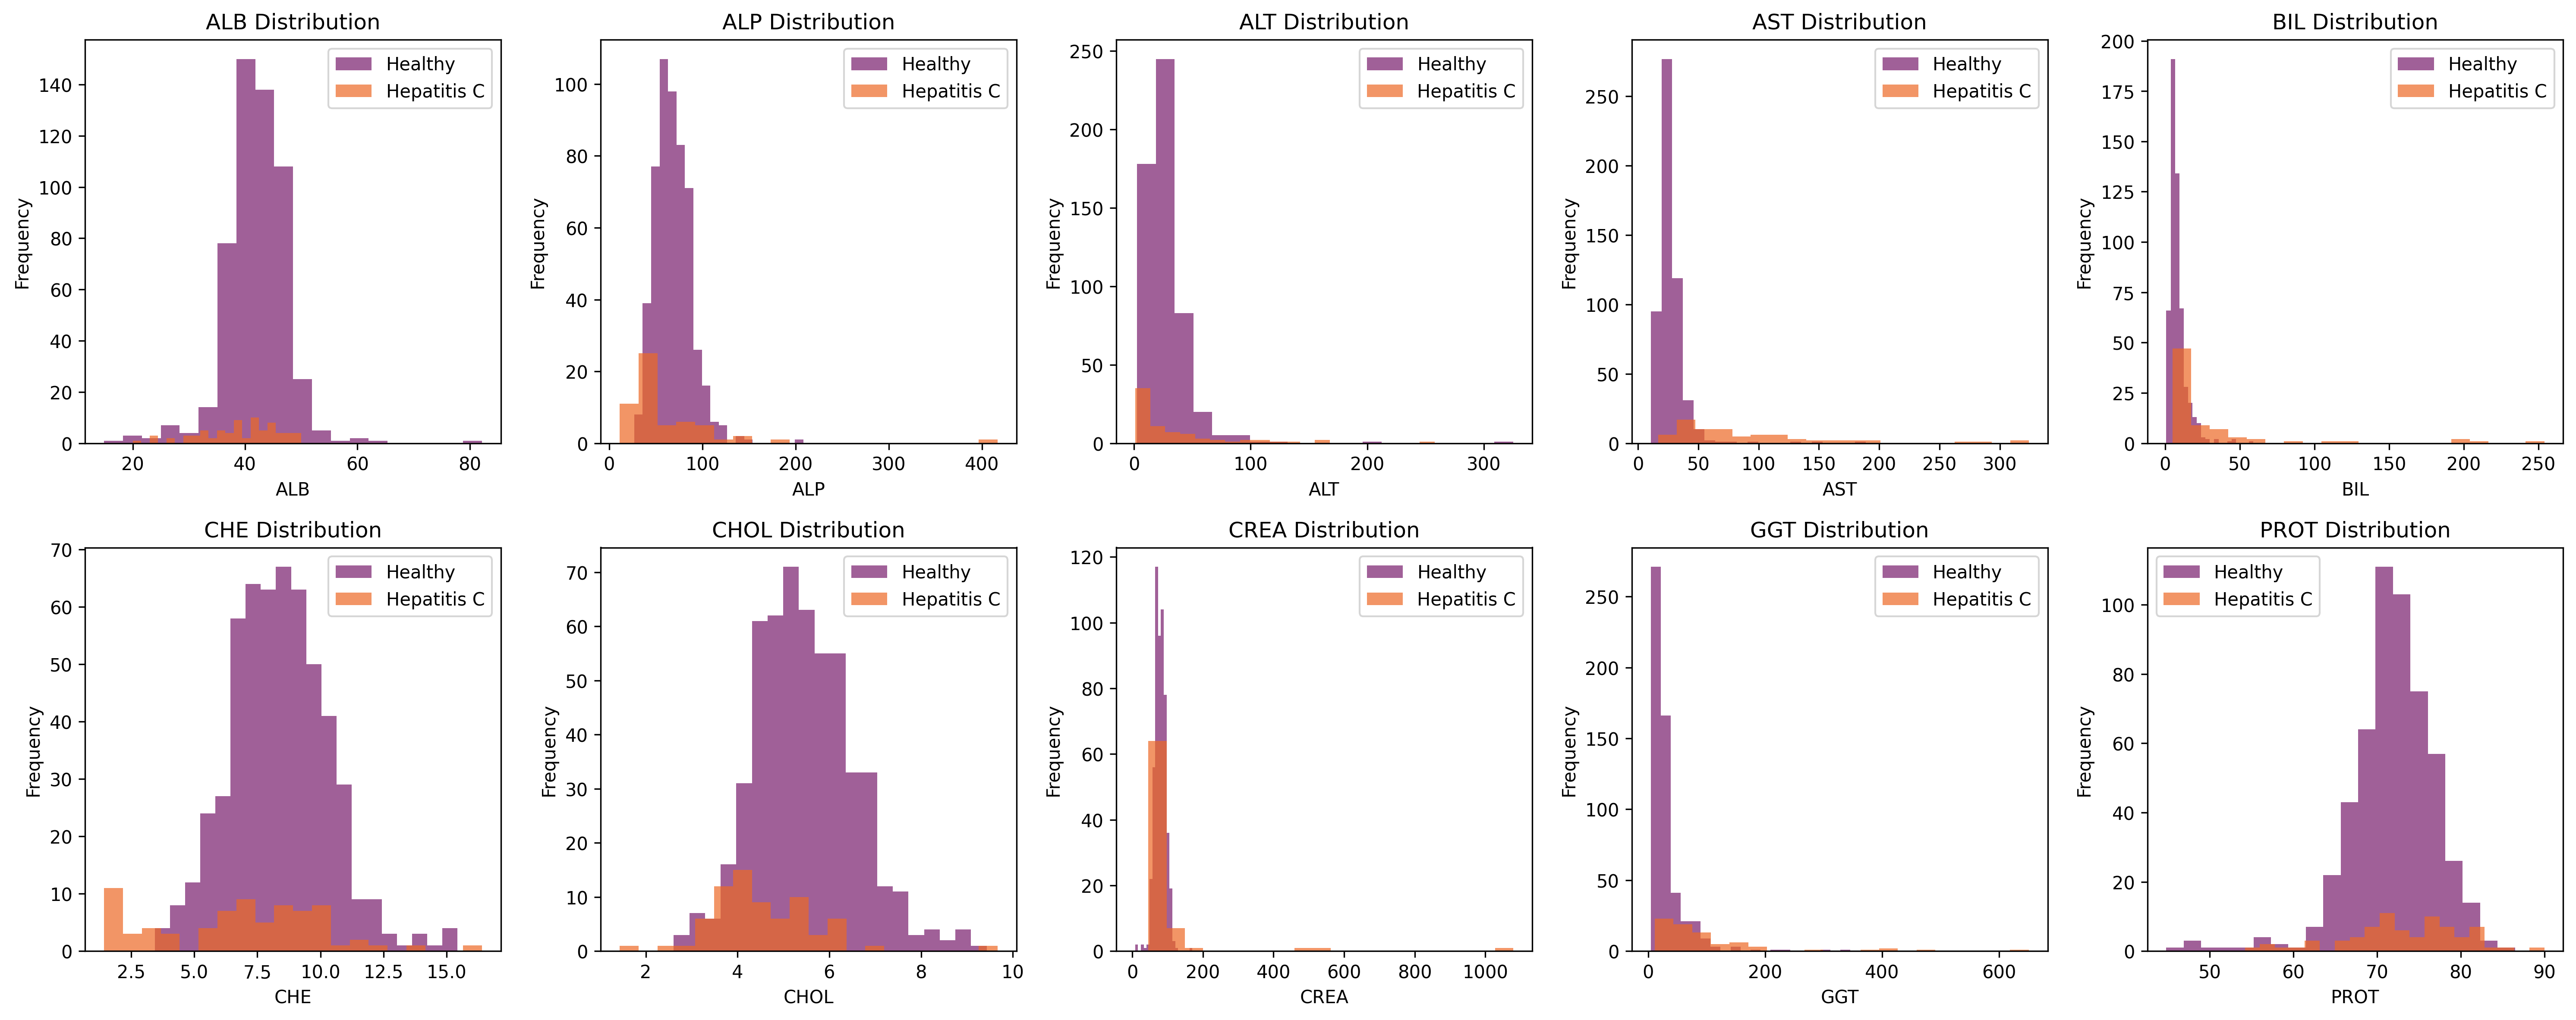 ALB Distribution
Healthy
Hepatitis C
Frequency
140
120
100
80
60
40
20
0
20 40 60 80
ALB
ALP Distribution
Healthy
Hepatitis C
Frequency
100
80
60
40
20
0
0 100 200 300 400
ALP
ALT Distribution
Healthy
Hepatitis C
Frequency
250
200
150
100
50
0
0 100 200 300
ALT
AST Distribution
Healthy
Hepatitis C
Frequency
250
200
150
100
50
0
0 50 100 150 200 250 300
AST
BIL Distribution
Healthy
Hepatitis C
Frequency
200
175
150
125
100
75
50
25
0
0 50 100 150 200 250
BIL
CHE Distribution
Healthy
Hepatitis C
Frequency
70
60
50
40
30
20
10
0
2.5 5.0 7.5 10.0 12.5 15.0
CHE
CHOL Distribution
Healthy
Hepatitis C
Frequency
70
60
50
40
30
20
10
0
2 4 6 8 10
CHOL
CREA Distribution
Healthy
Hepatitis C
Frequency
120
100
80
60
40
20
0
0 200 400 600 800 1000
CREA
GGT Distribution
Healthy
Hepatitis C
Frequency
250
200
150
100
50
0
0 200 400 600
GGT
PROT Distribution
Healthy
Hepatitis C
Frequency
100
80
60
40
20
0
50 60 70 80 90
PROT